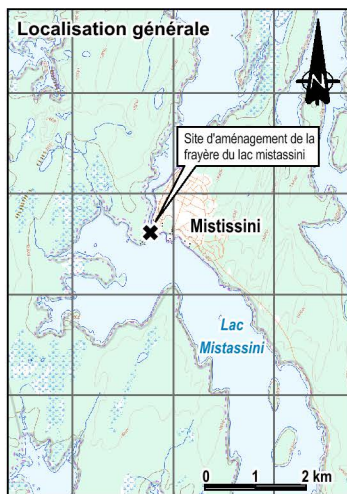 Localisation générale
N
Site d'aménagement de la
frayère du lac mistassini
Mistissini
Lac
Mistassini
0 1 2 km